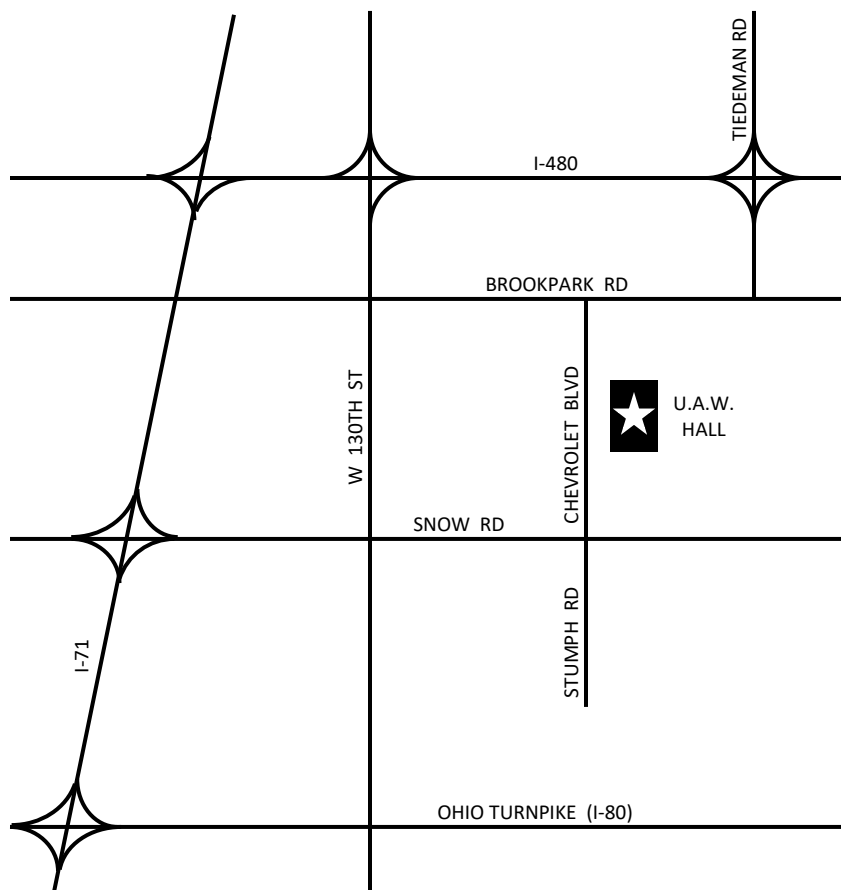 TIEDEMAN RD
I-480
BROOKPARK RD
W 130TH ST
CHEVROLET BLVD
U.A.W.
HALL
SNOW RD
STUMPH RD
I-71
OHIO TURNPIKE (I-80)